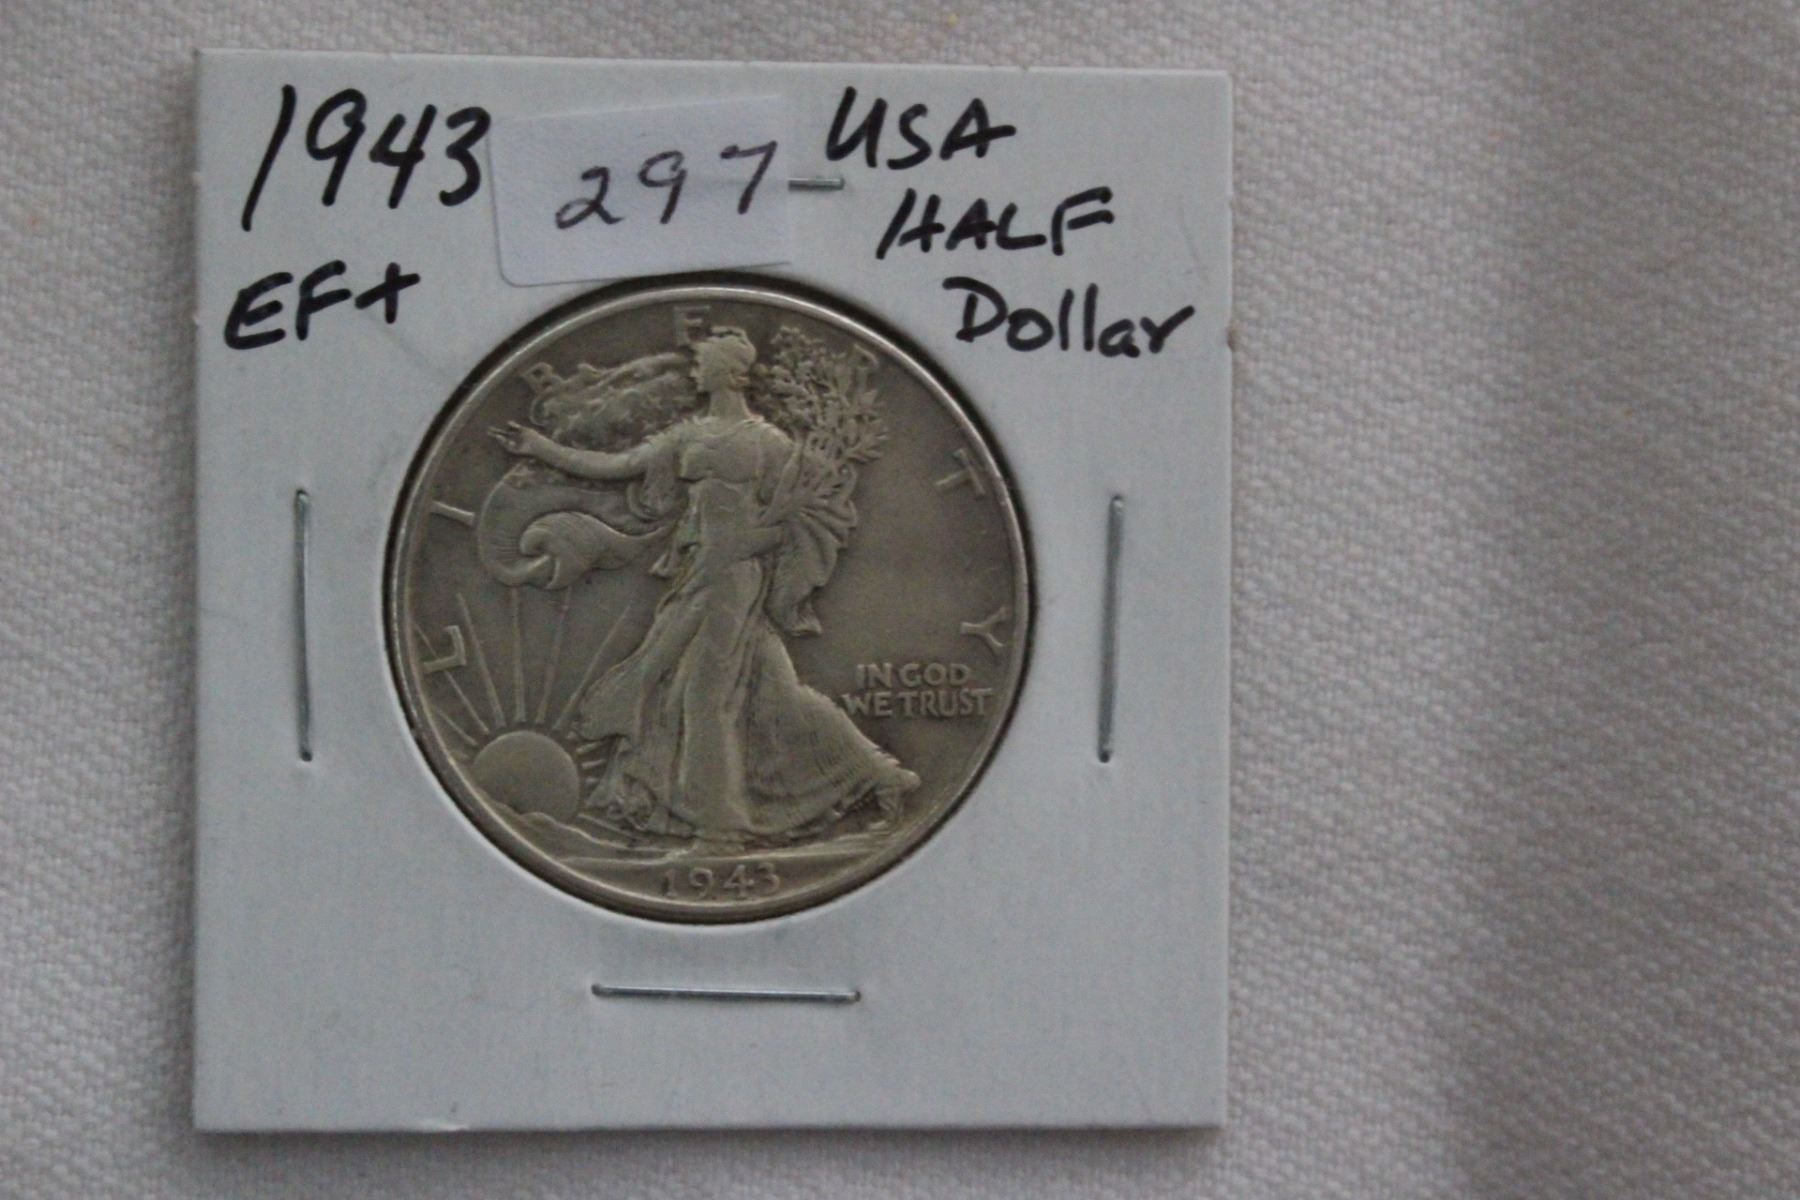 1943
EF+
297
USA
HALF
Dollar
LIBERTY
IN GOD
WE TRUST
1943